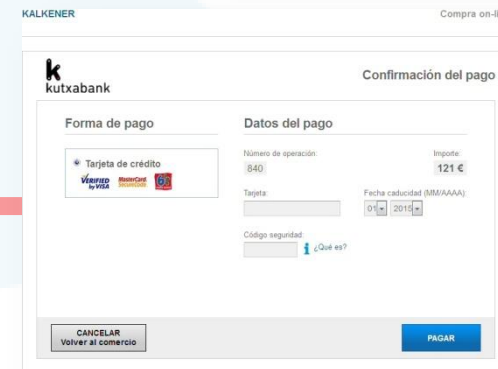 KALKENER
Compra on-li
k
kutxabank
Confirmación del pago
Forma de pago
Tarjeta de crédito
VERIFIED
by VISA
MasterCard.
SecureCode
Datos del pago
Número de operación:
Importe:
840
121 €
Tarjeta:
Fecha caducidad (MM/AAAA):
01
2015
Código seguridad:
i ¿Qué es?
CANCELAR
Volver al comercio
PAGAR